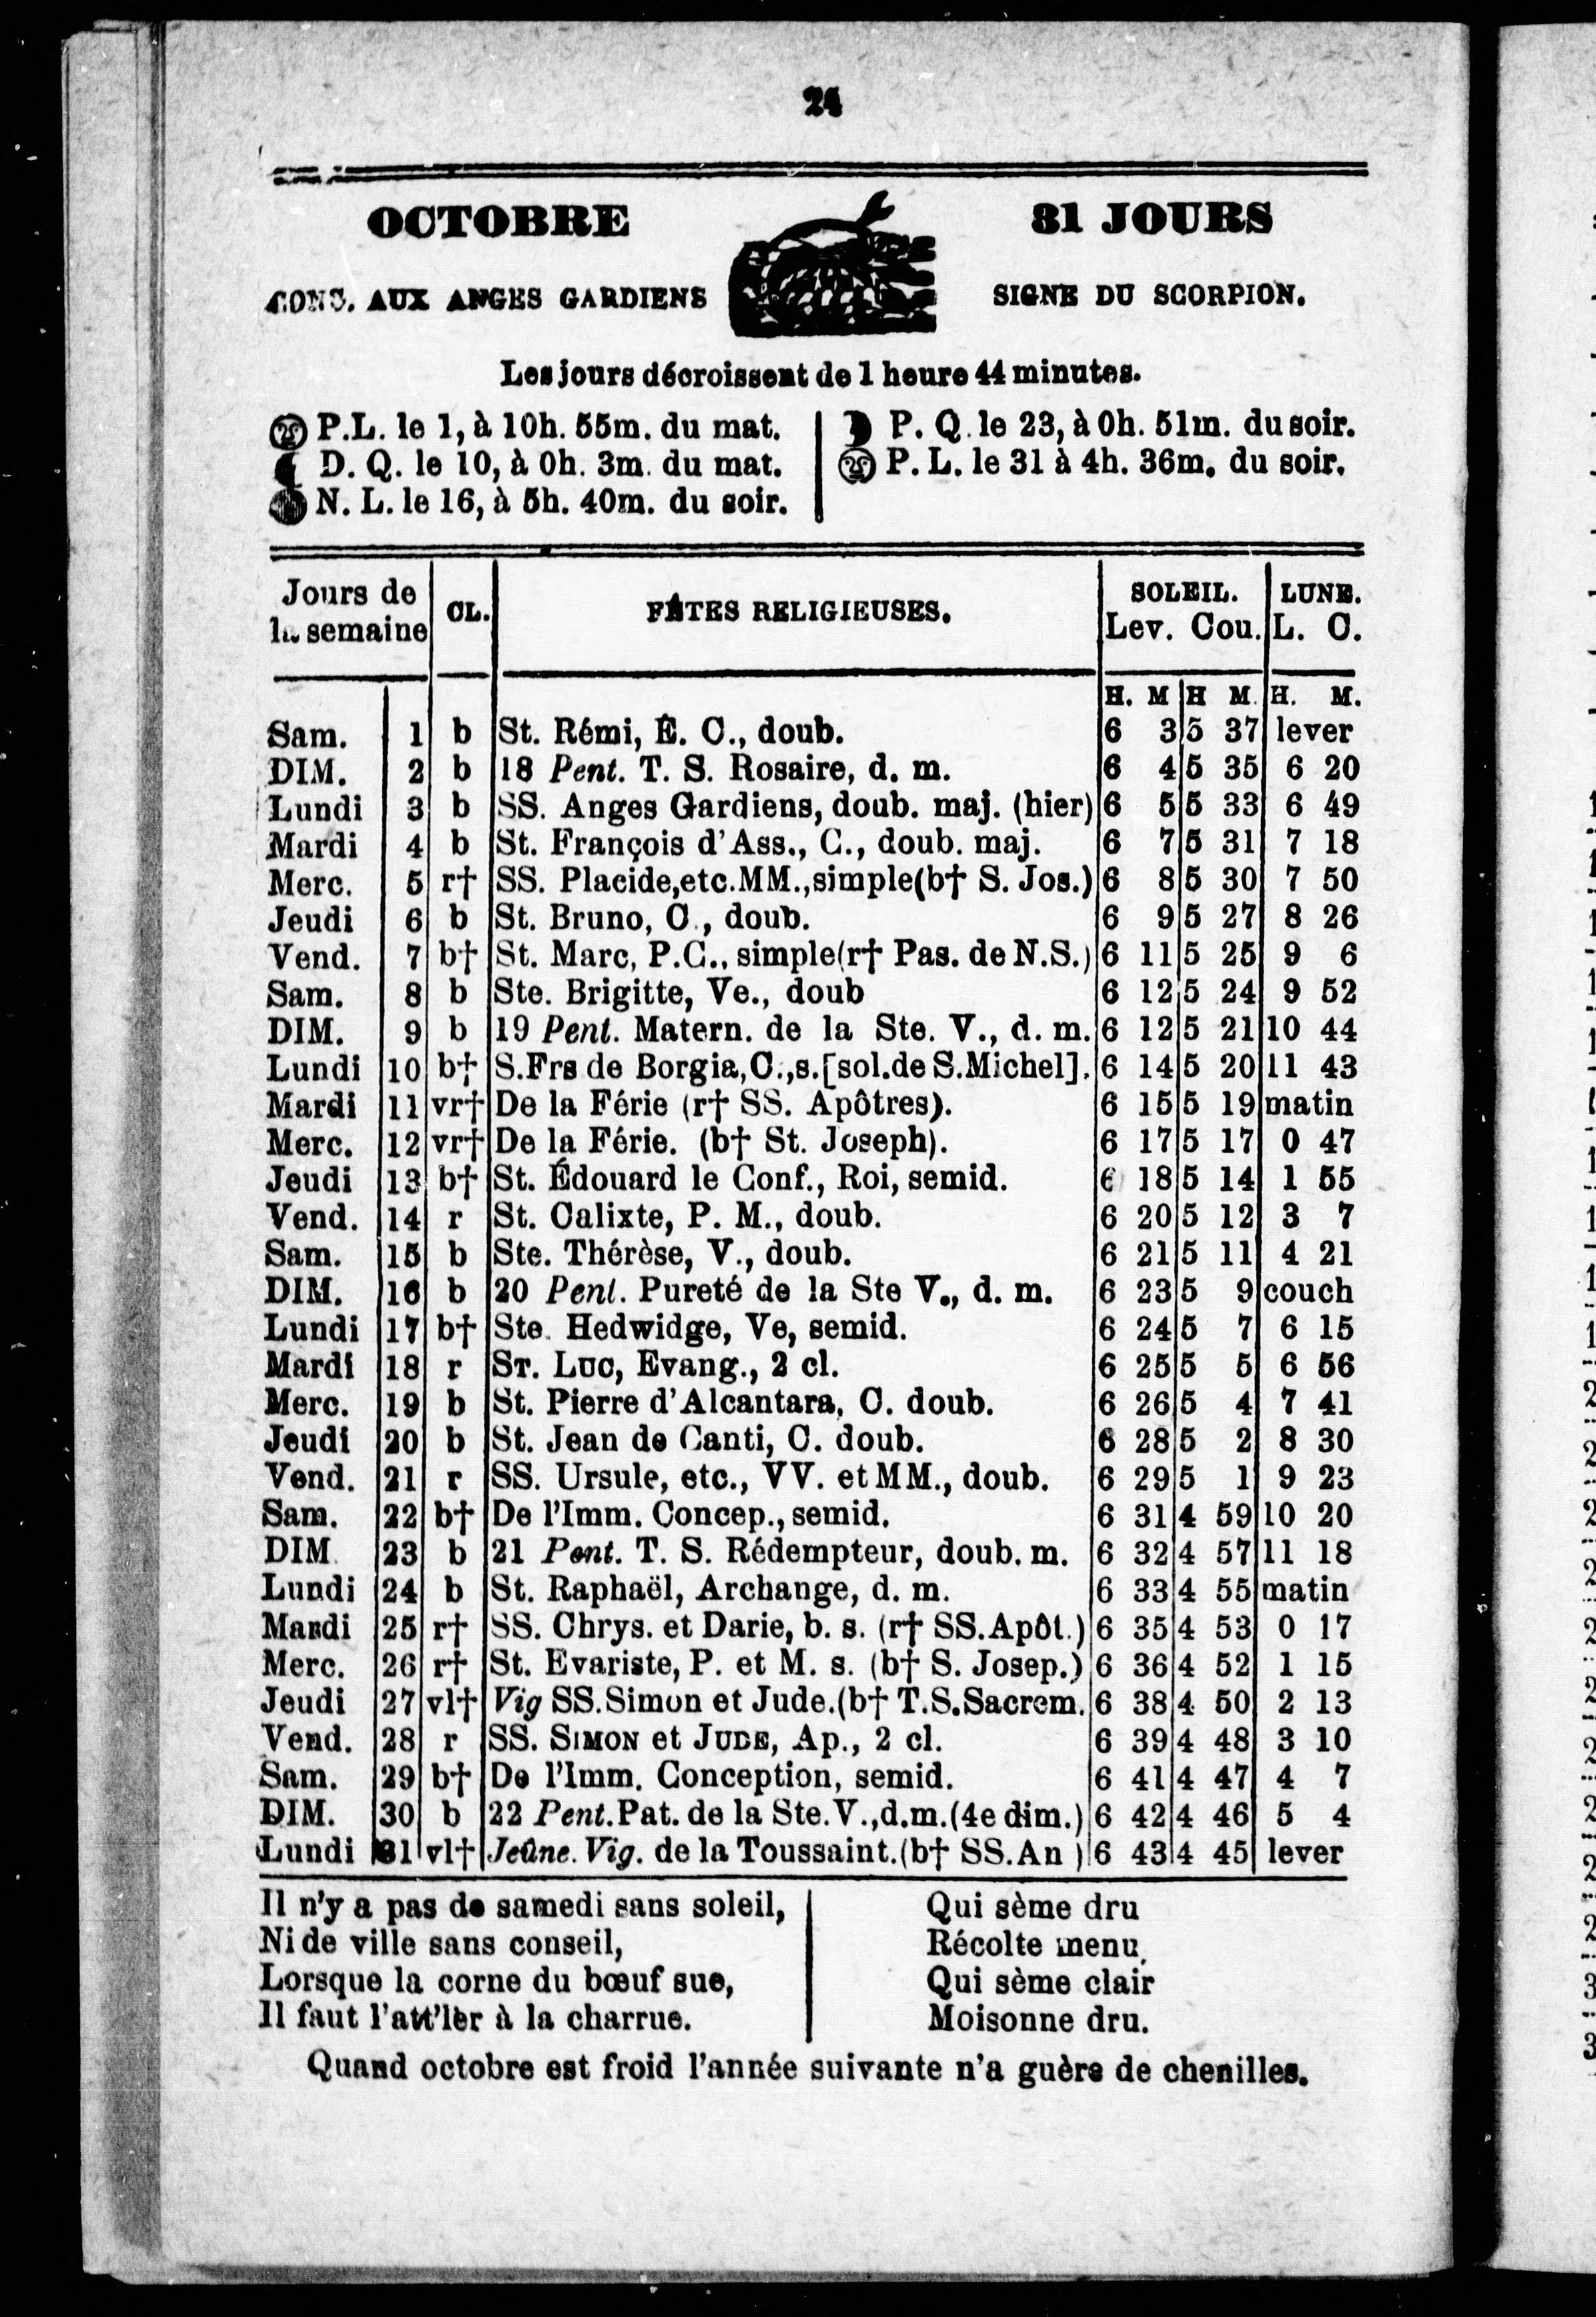 24
OCTOBRE 31 JOURS
CONS. AUX ANGES GARDIENS SIGNE DU SCORPION.
Les jours décroissent de 1 heure 44 minutes.
P.L. le 1, à 10h. 55m. du mat.
D. Q. le 10, à 0h. 3m. du mat.
N. L. le 16, à 5h. 40m. du soir.
P. Q. le 23, à 0h. 51m. du soir.
P. L. le 31 à 4h. 36m. du soir.
Jours de la semaine CL. FÊTES RELIGIEUSES. SOLEIL. Lev. Cou. LUNE. L. C.
H. M H M. H. M.
Sam. 1 b St. Rémi, É. C., doub. 6 3 5 37 lever
DIM. 2 b 18 Pent. T. S. Rosaire, d. m. 6 4 5 35 6 20
Lundi 3 b SS. Anges Gardiens, doub. maj. (hier) 6 5 5 33 6 49
Mardi 4 b St. François d'Ass., C., doub. maj. 6 7 5 31 7 18
Merc. 5 r† SS. Placide,etc.MM.,simple(b† S. Jos.) 6 8 5 30 7 50
Jeudi 6 b St. Bruno, C., doub. 6 9 5 27 8 26
Vend. 7 b† St. Marc, P.C., simple(r† Pas. de N.S.) 6 11 5 25 9 6
Sam. 8 b Ste. Brigitte, Ve., doub 6 12 5 24 9 52
DIM. 9 b 19 Pent. Matern. de la Ste. V., d. m. 6 12 5 21 10 44
Lundi 10 b† S.Frs de Borgia,C.,s.[sol.de S.Michel]. 6 14 5 20 11 43
Mardi 11 vr† De la Férie (r† SS. Apôtres). 6 15 5 19 matin
Merc. 12 vr† De la Férie. (b† St. Joseph). 6 17 5 17 0 47
Jeudi 13 b† St. Édouard le Conf., Roi, semid. 6 18 5 14 1 55
Vend. 14 r St. Calixte, P. M., doub. 6 20 5 12 3 7
Sam. 15 b Ste. Thérèse, V., doub. 6 21 5 11 4 21
DIM. 16 b 20 Pent. Pureté de la Ste V., d. m. 6 23 5 9 couch
Lundi 17 b† Ste. Hedwidge, Ve, semid. 6 24 5 7 6 15
Mardi 18 r ST. LUC, Evang., 2 cl. 6 25 5 5 6 56
Merc. 19 b St. Pierre d'Alcantara, C. doub. 6 26 5 4 7 41
Jeudi 20 b St. Jean de Canti, C. doub. 6 28 5 2 8 30
Vend. 21 r SS. Ursule, etc., VV. et MM., doub. 6 29 5 1 9 23
Sam. 22 b† De l'Imm. Concep., semid. 6 31 4 59 10 20
DIM. 23 b 21 Pent. T. S. Rédempteur, doub. m. 6 32 4 57 11 18
Lundi 24 b St. Raphaël, Archange, d. m. 6 33 4 55 matin
Mardi 25 r† SS. Chrys. et Darie, b. s. (r† SS.Apôt.) 6 35 4 53 0 17
Merc. 26 r† St. Evariste, P. et M. s. (b† S. Josep.) 6 36 4 52 1 15
Jeudi 27 vl† Vig SS.Simon et Jude.(b† T.S.Sacrem. 6 38 4 50 2 13
Vend. 28 r SS. SIMON et JUDE, Ap., 2 cl. 6 39 4 48 3 10
Sam. 29 b† De l'Imm. Conception, semid. 6 41 4 47 4 7
DIM. 30 b 22 Pent.Pat. de la Ste.V.,d.m.(4e dim.) 6 42 4 46 5 4
Lundi 31 vl† Jeûne. Vig. de la Toussaint.(b† SS.An ) 6 43 4 45 lever
Il n'y a pas de samedi sans soleil,
Ni de ville sans conseil,
Lorsque la corne du bœuf sue,
Il faut l'att'lèr à la charrue.
Qui sème dru
Récolte menu,
Qui sème clair
Moisonne dru.
Quand octobre est froid l'année suivante n'a guère de chenilles.